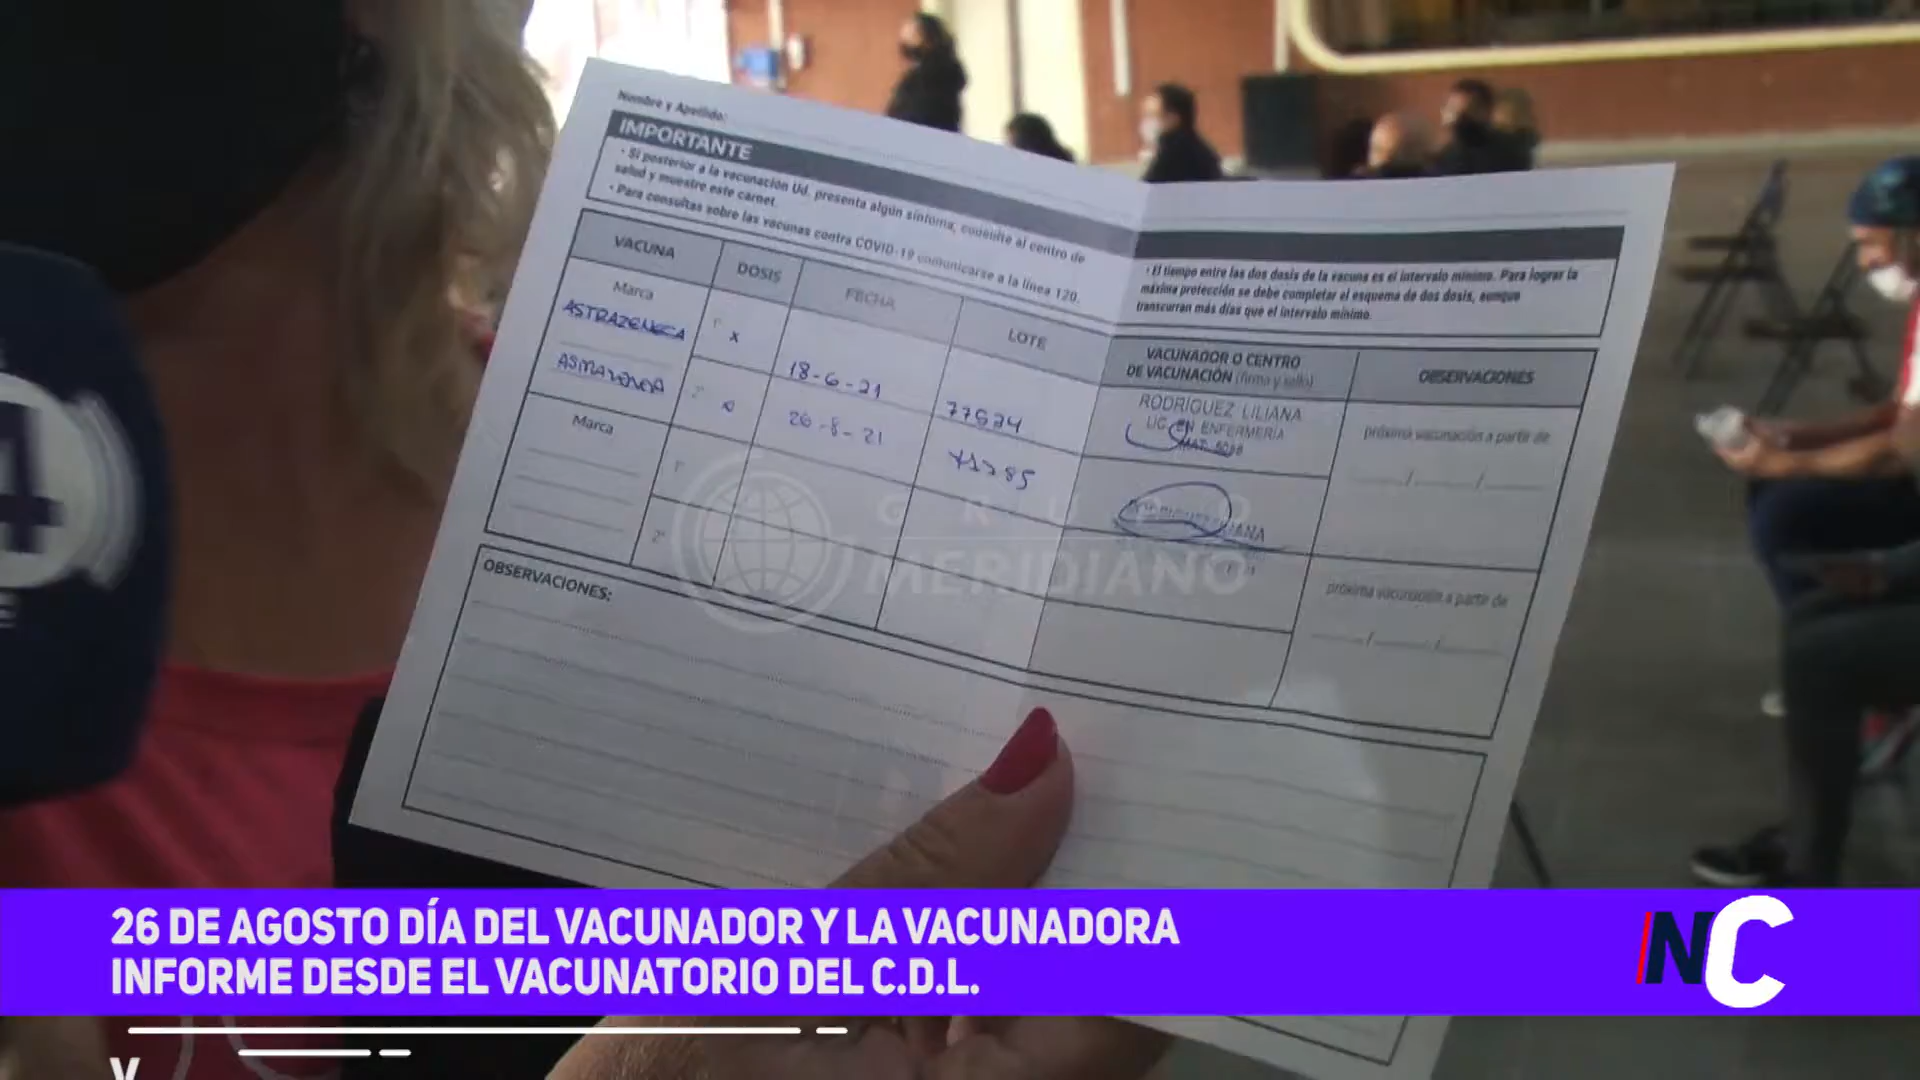 Nombre y Apellido:
IMPORTANTE
· Si posterior a la vacunación Ud. presenta algún síntoma, consulte al centro de
salud y muestre este carnet.
· Para consultas sobre las vacunas contra COVID-19 comunicarse a la línea 120.
· El tiempo entre las dos dosis de la vacuna es el intervalo mínimo. Para lograr la
máxima protección se debe completar el esquema de dos dosis, aunque
transcurran más días que el intervalo mínimo.
VACUNA DOSIS FECHA LOTE
VACUNADOR O CENTRO
DE VACUNACIÓN (firma y sello)
OBSERVACIONES
Marca
ASTRAZENECA 1° x 18-6-21
RODRIGUEZ LILIANA
LIC. EN ENFERMERÍA
próxima vacunación a partir de
2° 26-8-21
Marca
1°
2°
próxima vacunación a partir de
OBSERVACIONES:
GRUPO
MERIDIANO
4
26 DE AGOSTO DÍA DEL VACUNADOR Y LA VACUNADORA
INFORME DESDE EL VACUNATORIO DEL C.D.L.
NC